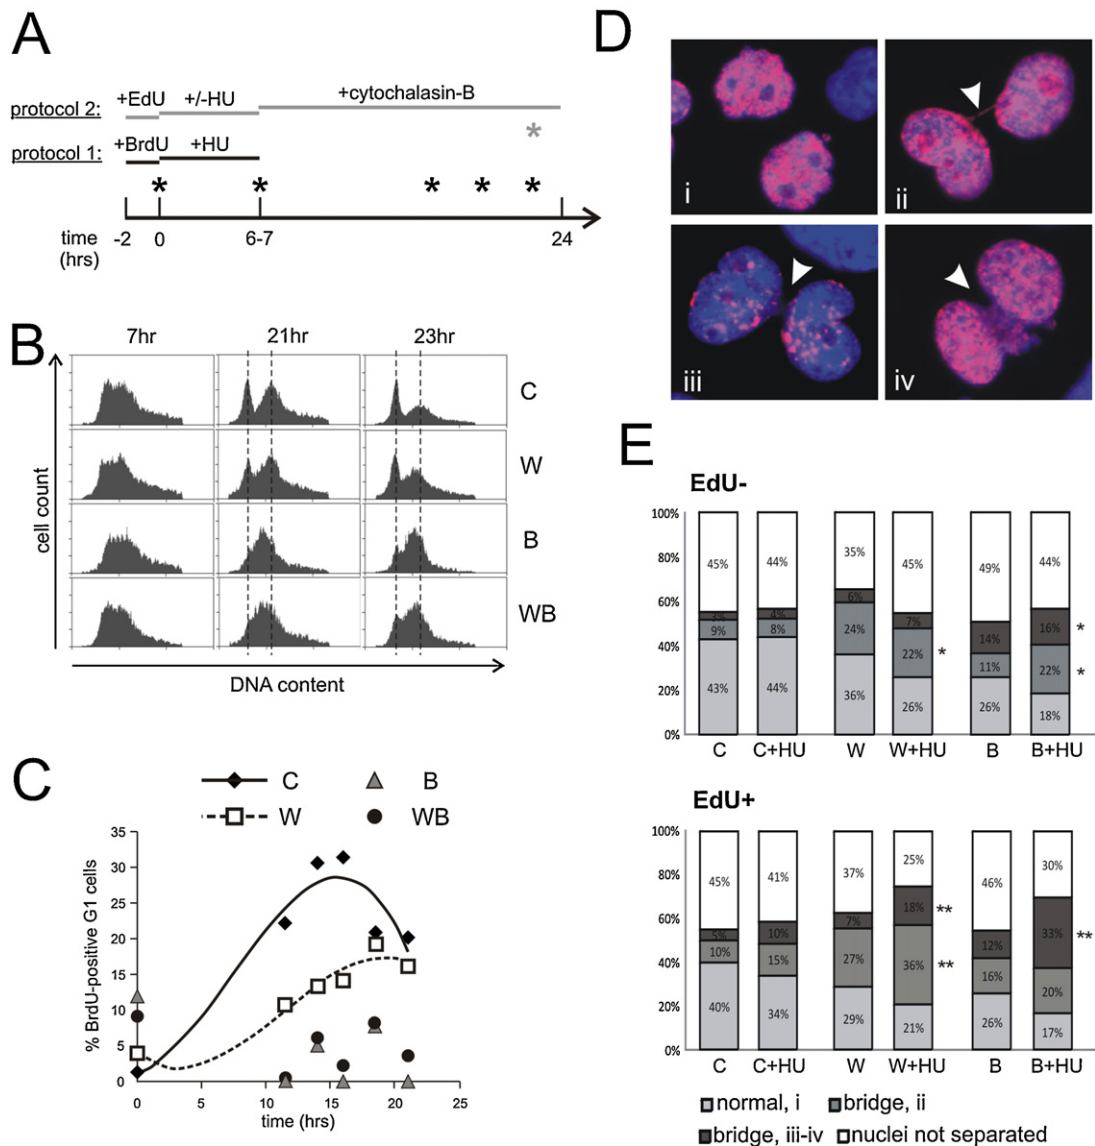 A
protocol 2: +EdU +/-HU +cytochalasin-B
*
protocol 1: +BrdU +HU
* * * * *
time (hrs) -2 0 6-7 24
B
7hr 21hr 23hr
C
W
B
WB
cell count
DNA content
C
C B
W WB
% BrdU-positive G1 cells
35
30
25
20
15
10
5
0
0 5 10 15 20 25
time (hrs)
D
i ii
iii iv
E
EdU-
100%
80%
60%
40%
20%
0%
45% 44% 35% 45% 49% 44%
3% 4% 6% 7% 14% 16% *
9% 8% 24% 22% * 11% 22% *
43% 44% 36% 26% 26% 18%
C C+HU W W+HU B B+HU
EdU+
100%
80%
60%
40%
20%
0%
45% 41% 37% 25% 46% 30%
5% 10% 7% 18% ** 12% 33% **
10% 15% 27% 36% ** 16% 20%
40% 34% 29% 21% 26% 17%
C C+HU W W+HU B B+HU
normal, i bridge, ii
bridge, iii-iv nuclei not separated